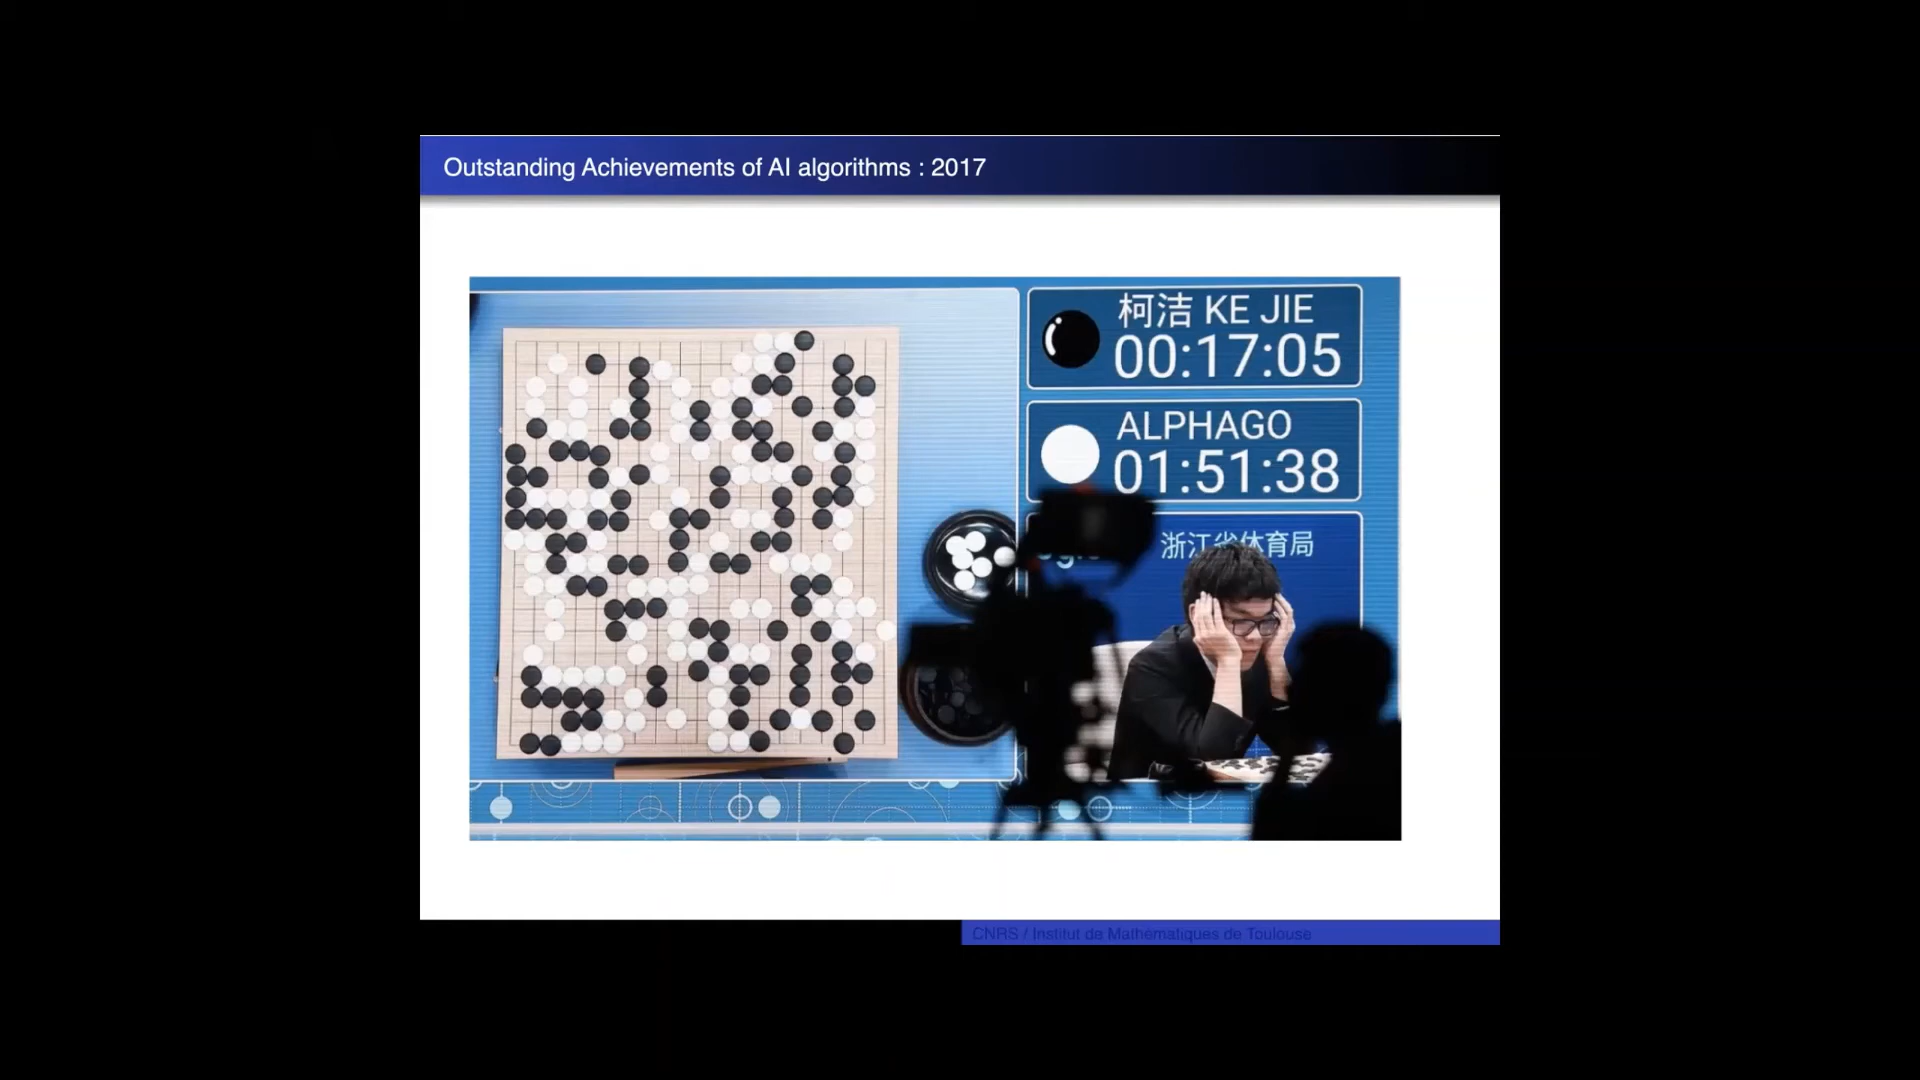 Outstanding Achievements of AI algorithms : 2017
柯洁 KE JIE
00:17:05
ALPHAGO
01:51:38
浙江省体育局
CNRS / Institut de Mathématiques de Toulouse